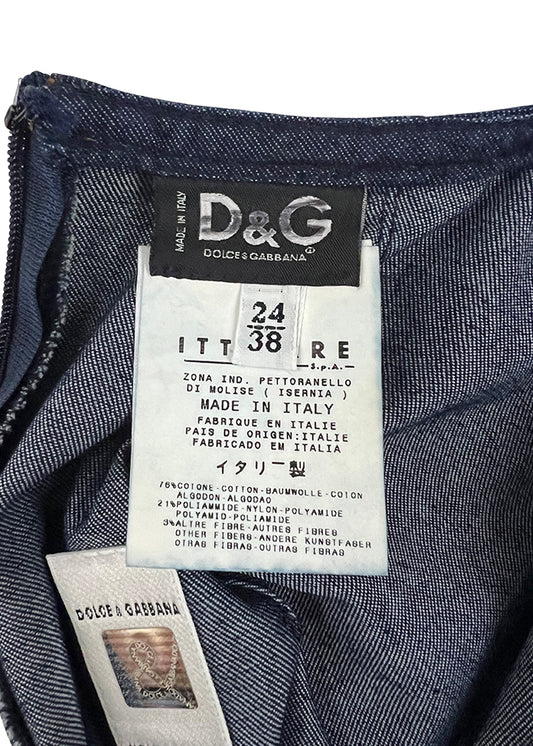 MADE IN ITALY
D&G
DOLCE & GABBANA
24
38
ITT RE
S.p.A.
ZONA IND. PETTORANELLO
DI MOLISE ( ISERNIA )
MADE IN ITALY
FABRIQUE EN ITALIE
PAIS DE ORIGEN:ITALIE
FABRICADO EM ITALIA
イタリー製
76%COTONE-COTTON-BAUMWOLLE-COTON
ALGODON-ALGODAO
21%POLIAMMIDE-NYLON-POLYAMIDE
POLYAMID-POLIAMIDE
3%ALTRE FIBRE-AUTRES FIBRES
OTHER FIBERS-ANDERE KUNSTFASER
OTRAS FIBRAS-OUTRAS FIBRAS
DOLCE & GABBANA